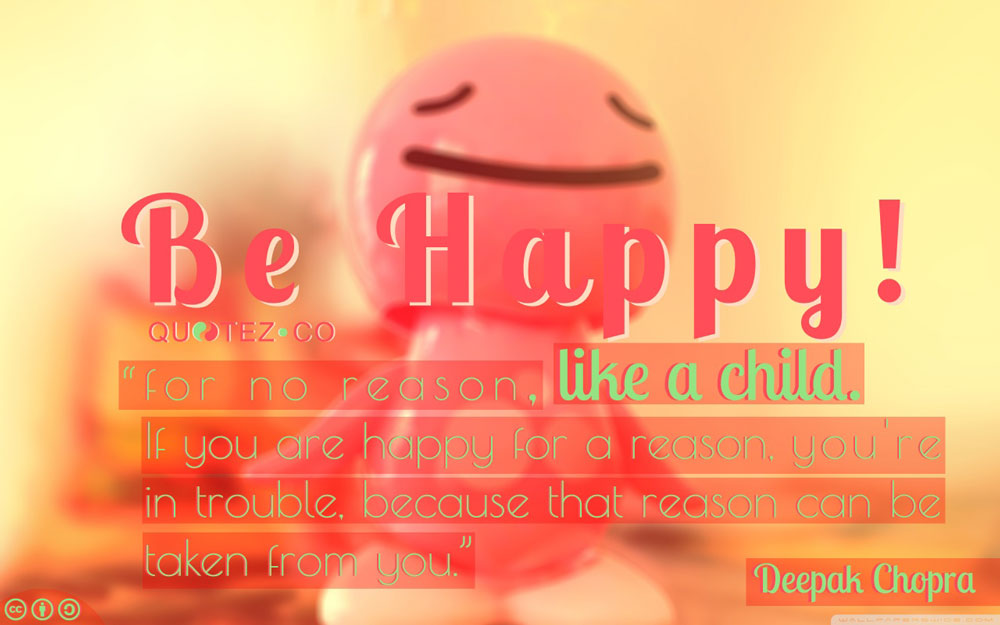 Be Happy!
QUOTEZ•CO
“for no reason, like a child.
If you are happy for a reason, you're
in trouble, because that reason can be
taken from you.”
Deepak Chopra
cc